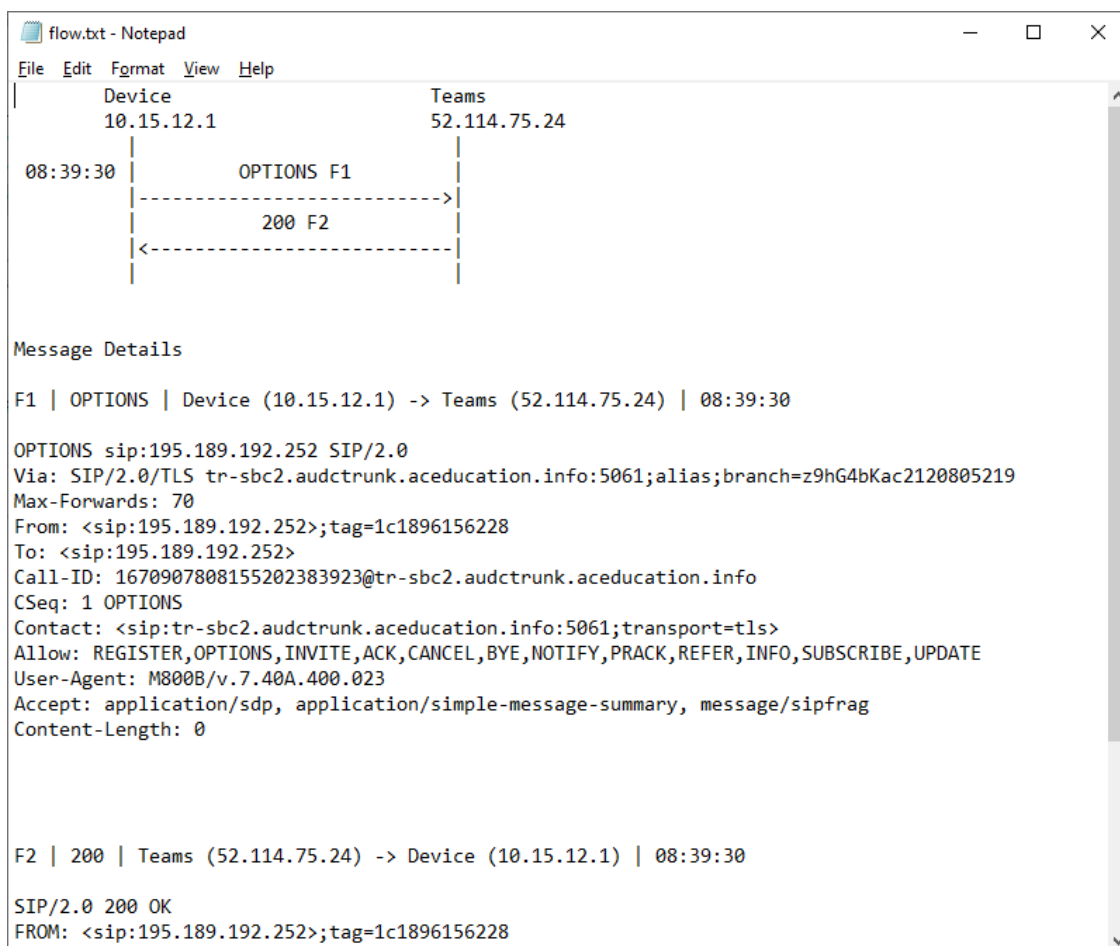 flow.txt - Notepad
File Edit Format View Help
Device Teams
10.15.12.1 52.114.75.24
| |
08:39:30 | OPTIONS F1 |
|--------------------------->|
| 200 F2 |
|<---------------------------|
| |
Message Details
F1 | OPTIONS | Device (10.15.12.1) -> Teams (52.114.75.24) | 08:39:30
OPTIONS sip:195.189.192.252 SIP/2.0
Via: SIP/2.0/TLS tr-sbc2.audctrunk.aceducation.info:5061;alias;branch=z9hG4bKac2120805219
Max-Forwards: 70
From: <sip:195.189.192.252>;tag=1c1896156228
To: <sip:195.189.192.252>
Call-ID: 1670907808155202383923@tr-sbc2.audctrunk.aceducation.info
CSeq: 1 OPTIONS
Contact: <sip:tr-sbc2.audctrunk.aceducation.info:5061;transport=tls>
Allow: REGISTER,OPTIONS,INVITE,ACK,CANCEL,BYE,NOTIFY,PRACK,REFER,INFO,SUBSCRIBE,UPDATE
User-Agent: M800B/v.7.40A.400.023
Accept: application/sdp, application/simple-message-summary, message/sipfrag
Content-Length: 0
F2 | 200 | Teams (52.114.75.24) -> Device (10.15.12.1) | 08:39:30
SIP/2.0 200 OK
FROM: <sip:195.189.192.252>;tag=1c1896156228